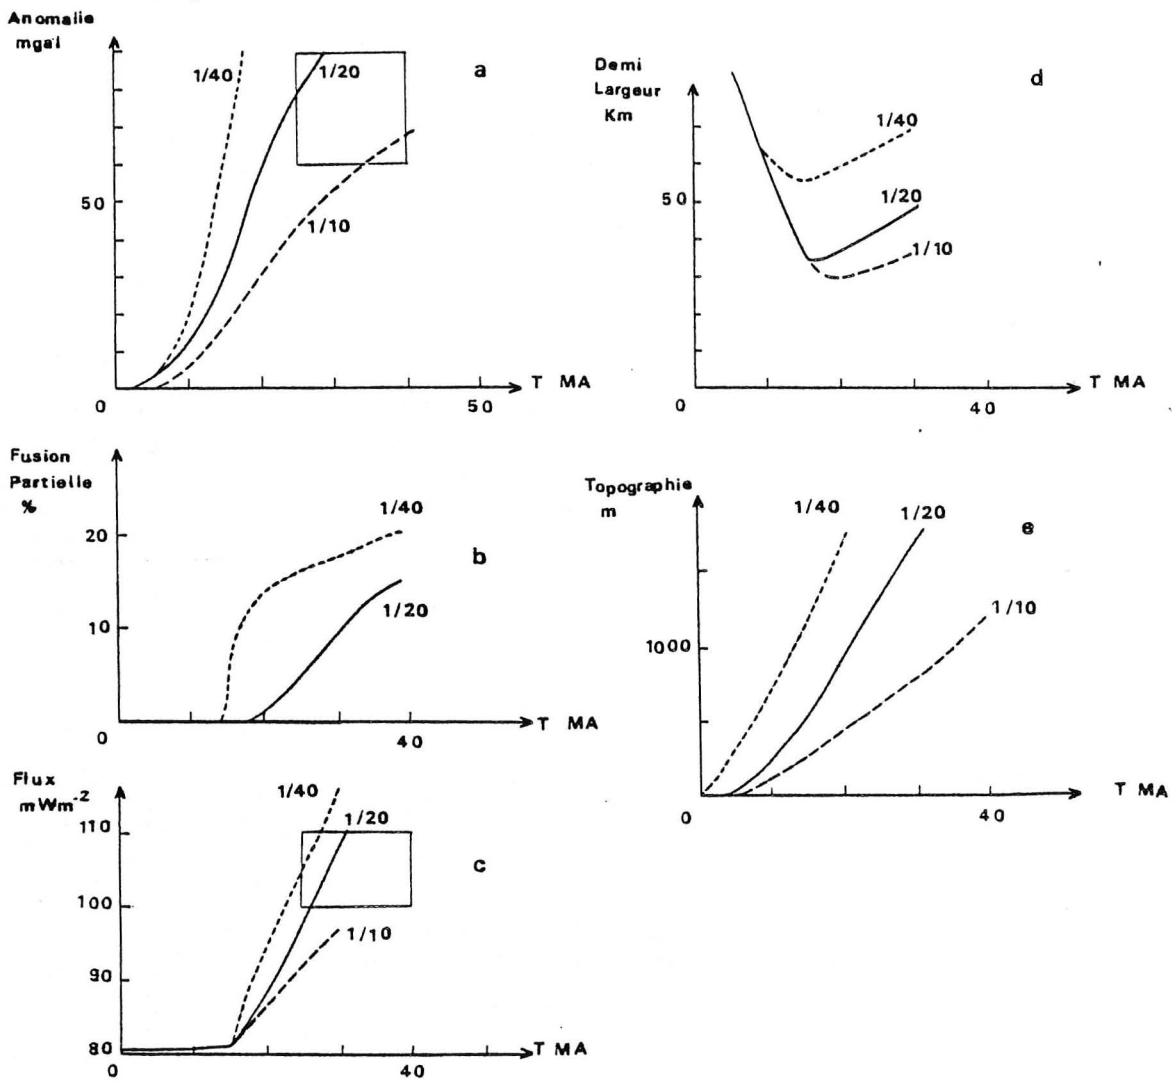 Anomalie
mgal
1/40
1/20
a
50
1/10
0
50
T MA
Demi
Largeur
Km
d
1/40
50
1/20
1/10
0
40
T MA
Fusion
Partielle
%
1/40
20
b
1/20
10
0
40
T MA
Topographie
m
1/40
1/20
e
1/10
1000
0
40
T MA
Flux
mWm-2
1/40
1/20
110
c
100
1/10
90
80
0
40
T MA